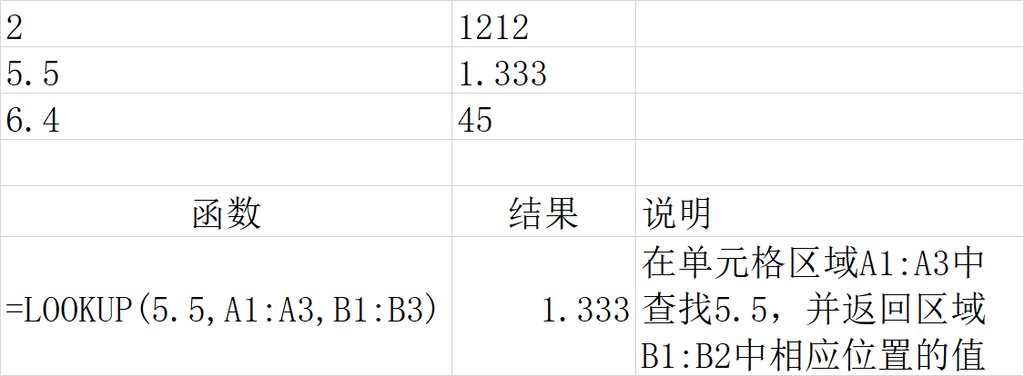 2 1212
5.5 1.333
6.4 45
函数 结果 说明
=LOOKUP(5.5,A1:A3,B1:B3) 1.333 在单元格区域A1:A3中
查找5.5，并返回区域
B1:B2中相应位置的值